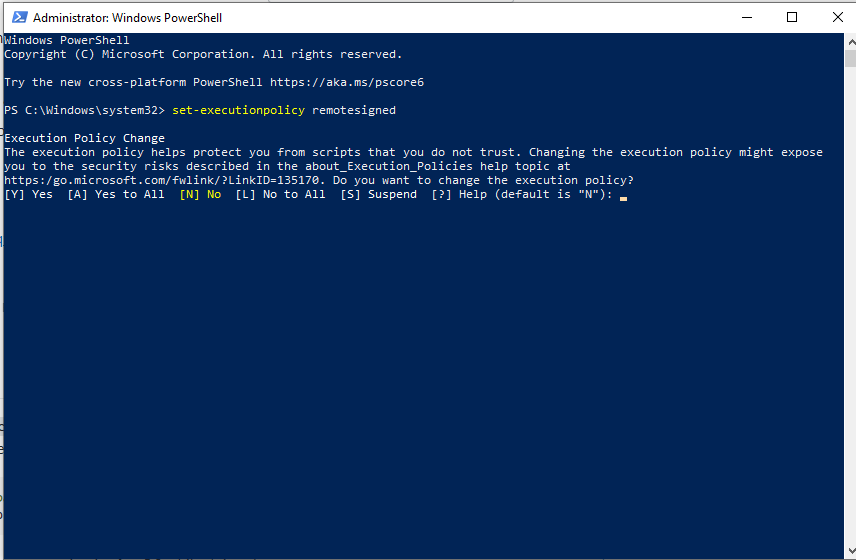 Administrator: Windows PowerShell
Windows PowerShell
Copyright (C) Microsoft Corporation. All rights reserved.
Try the new cross-platform PowerShell https://aka.ms/pscore6
PS C:\Windows\system32> set-executionpolicy remotesigned
Execution Policy Change
The execution policy helps protect you from scripts that you do not trust. Changing the execution policy might expose
you to the security risks described in the about_Execution_Policies help topic at
https:/go.microsoft.com/fwlink/?LinkID=135170. Do you want to change the execution policy?
[Y] Yes  [A] Yes to All  [N] No  [L] No to All  [S] Suspend  [?] Help (default is "N"):